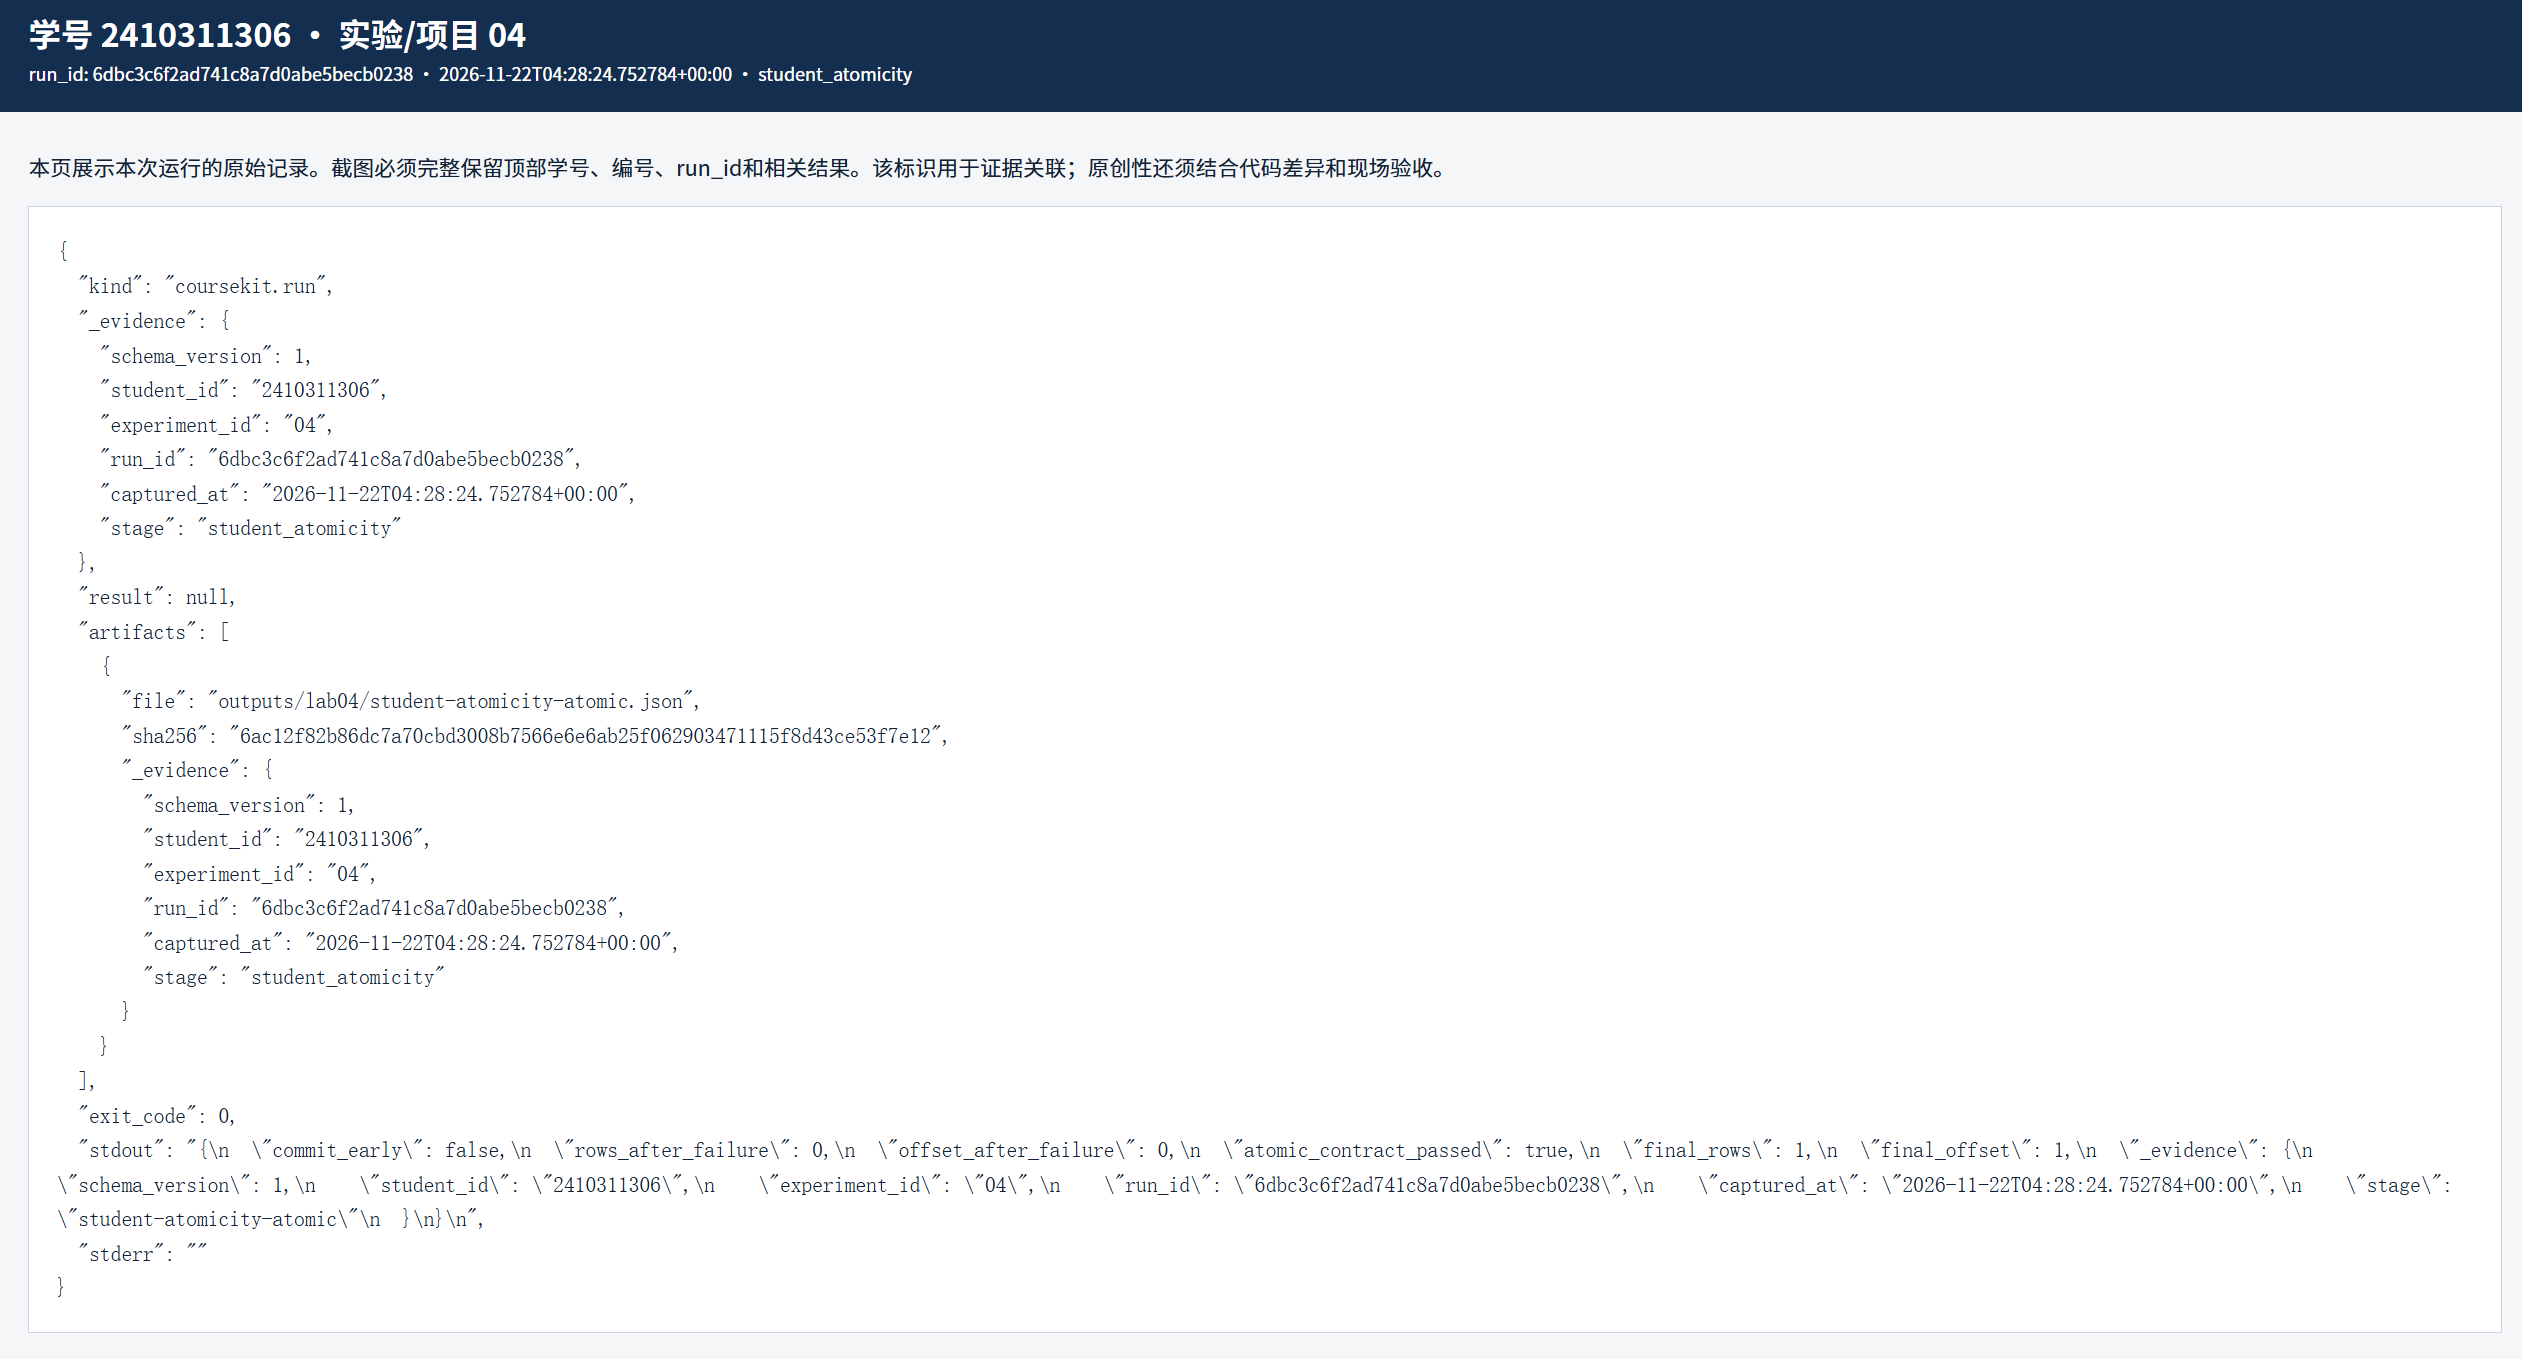 学号 2410311306 • 实验/项目 04
run_id: 6dbc3c6f2ad741c8a7d0abe5becb0238 • 2026-11-22T04:28:24.752784+00:00 • student_atomicity
本页展示本次运行的原始记录。截图必须完整保留顶部学号、编号、run_id和相关结果。该标识用于证据关联；原创性还须结合代码差异和现场验收。
{
  "kind": "coursekit.run",
  "_evidence": {
    "schema_version": 1,
    "student_id": "2410311306",
    "experiment_id": "04",
    "run_id": "6dbc3c6f2ad741c8a7d0abe5becb0238",
    "captured_at": "2026-11-22T04:28:24.752784+00:00",
    "stage": "student_atomicity"
  },
  "result": null,
  "artifacts": [
    {
      "file": "outputs/lab04/student-atomicity-atomic.json",
      "sha256": "6ac12f82b86dc7a70cbd3008b7566e6e6ab25f062903471115f8d43ce53f7e12",
      "_evidence": {
        "schema_version": 1,
        "student_id": "2410311306",
        "experiment_id": "04",
        "run_id": "6dbc3c6f2ad741c8a7d0abe5becb0238",
        "captured_at": "2026-11-22T04:28:24.752784+00:00",
        "stage": "student_atomicity"
      }
    }
  ],
  "exit_code": 0,
  "stdout": "{\n  \"commit_early\": false,\n  \"rows_after_failure\": 0,\n  \"offset_after_failure\": 0,\n  \"atomic_contract_passed\": true,\n  \"final_rows\": 1,\n  \"final_offset\": 1,\n  \"_evidence\": {\n
\"schema_version\": 1,\n    \"student_id\": \"2410311306\",\n    \"experiment_id\": \"04\",\n    \"run_id\": \"6dbc3c6f2ad741c8a7d0abe5becb0238\",\n    \"captured_at\": \"2026-11-22T04:28:24.752784+00:00\",\n    \"stage\":
\"student-atomicity-atomic\"\n  }\n}\n",
  "stderr": ""
}